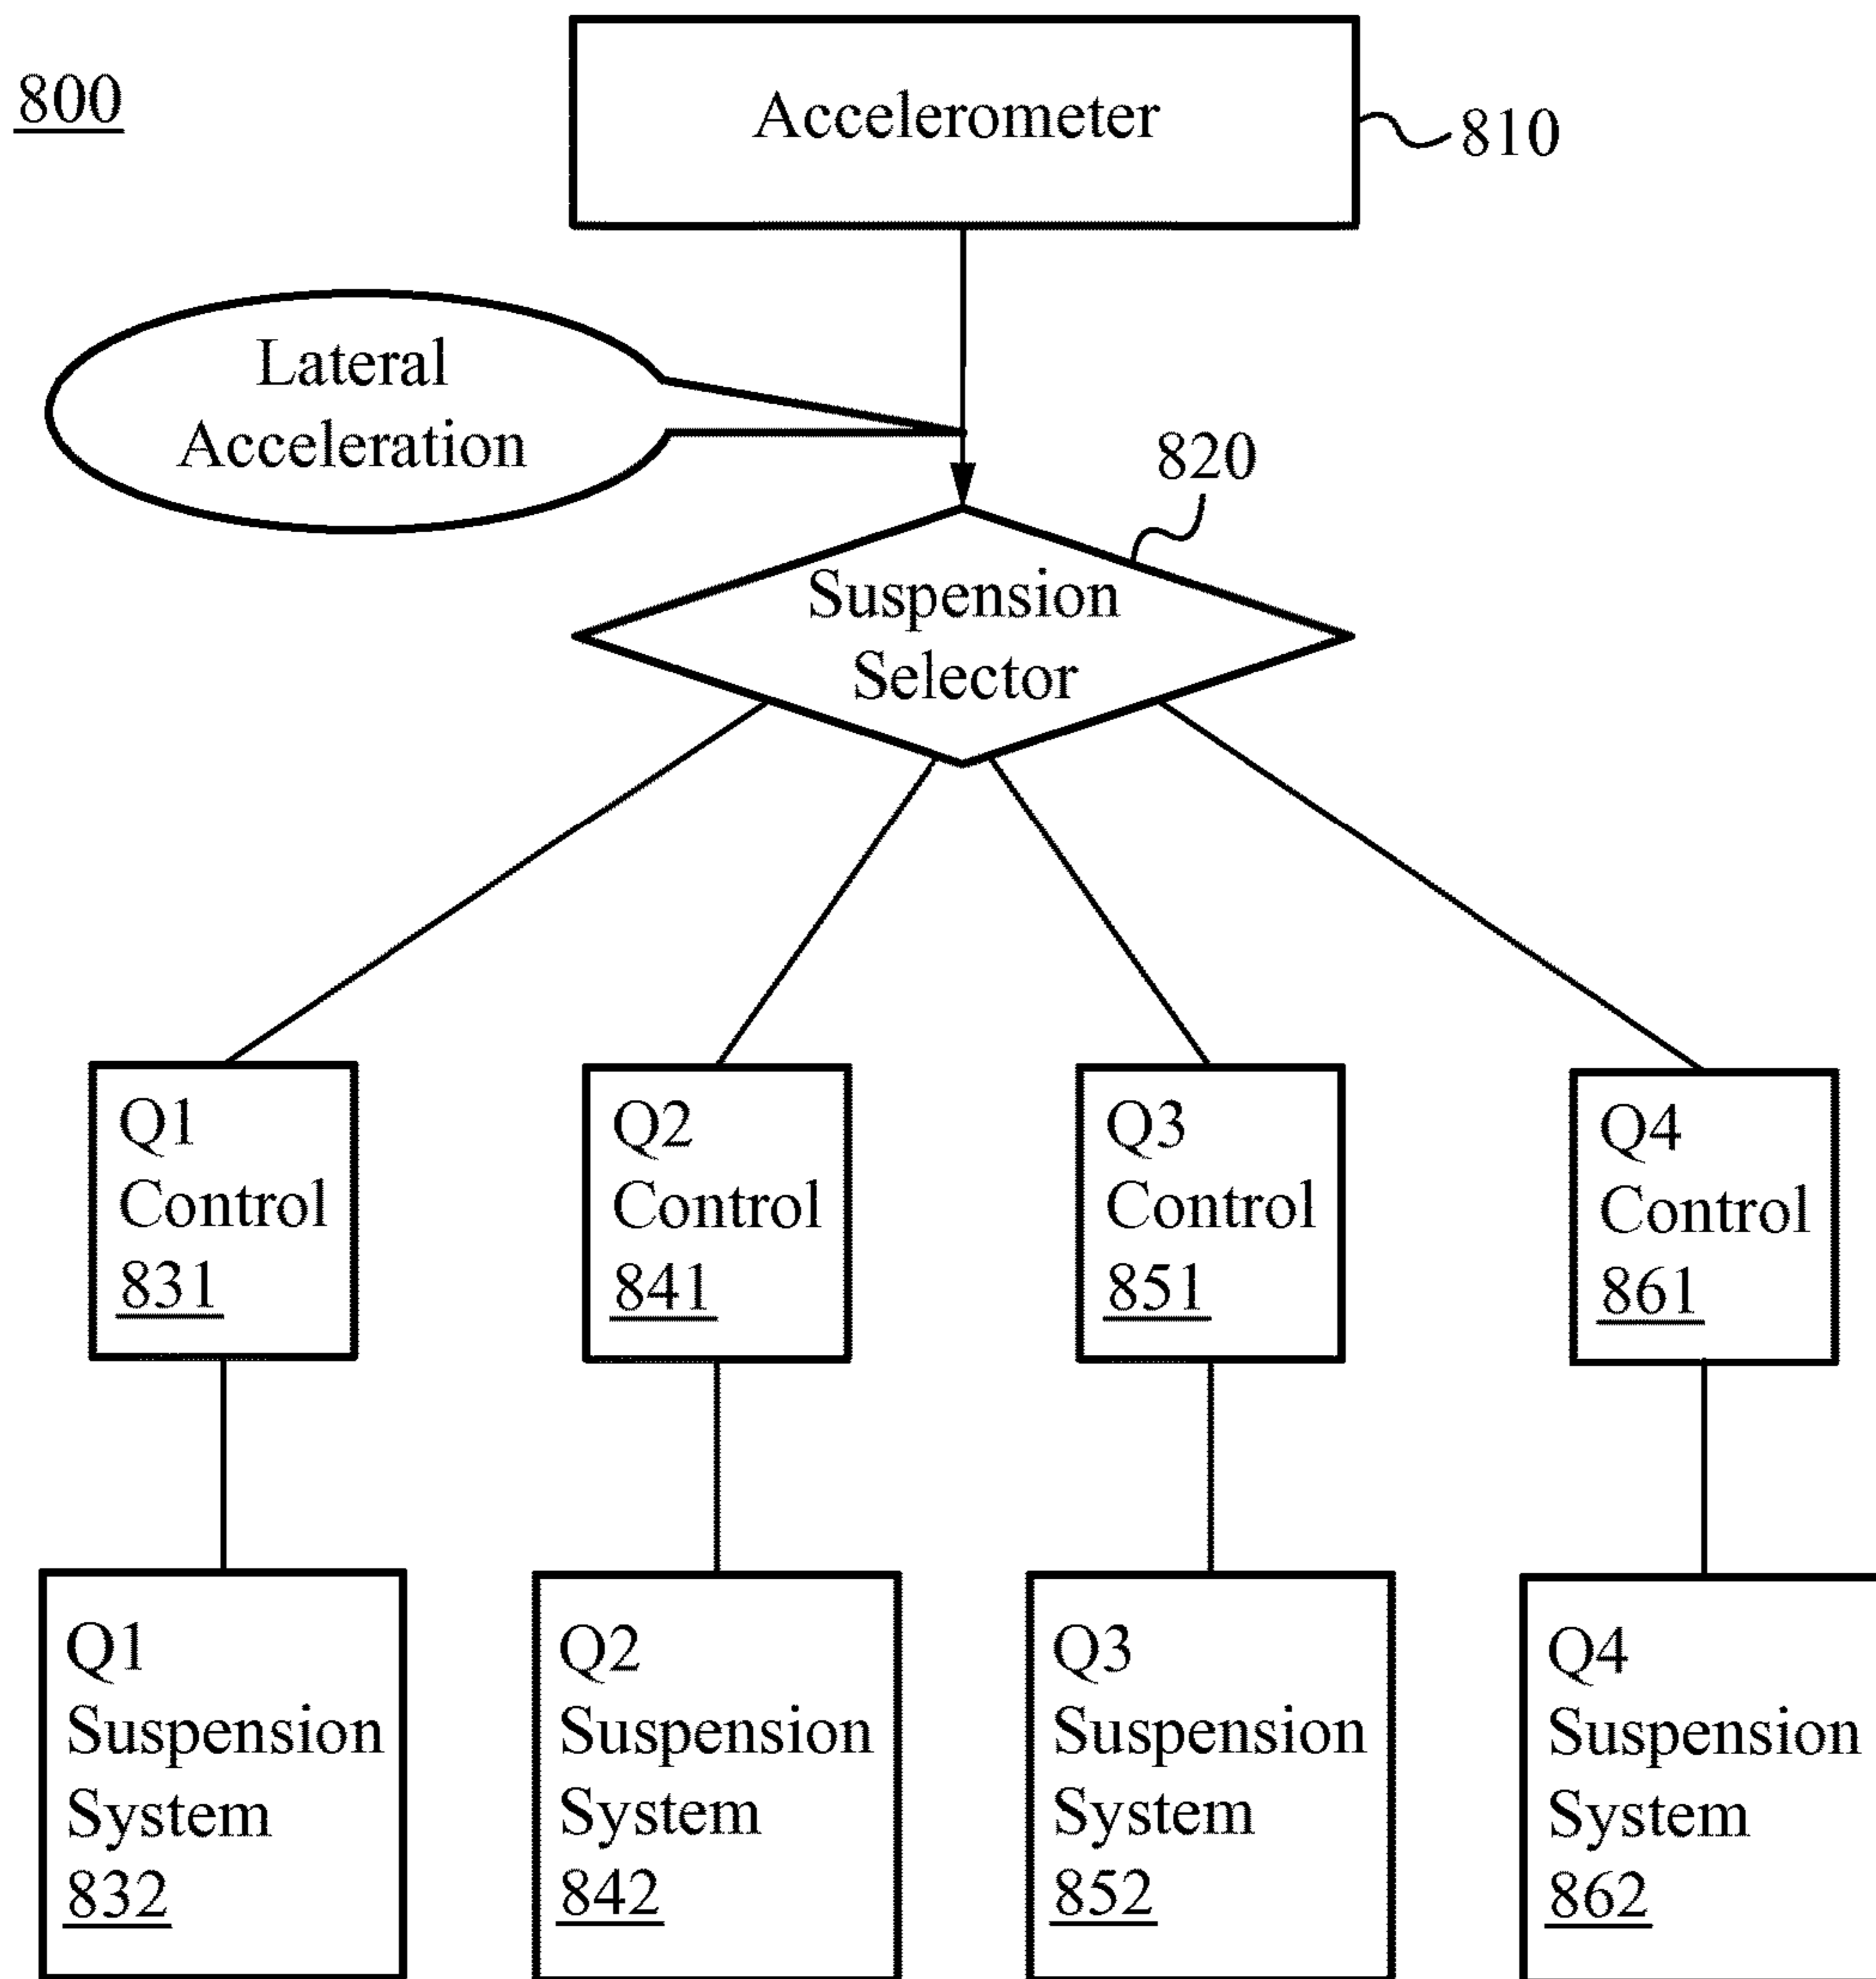 800
Accelerometer
810
Lateral
Acceleration
820
Suspension
Selector
Q1
Control
831
Q2
Control
841
Q3
Control
851
Q4
Control
861
Q1
Suspension
System
832
Q2
Suspension
System
842
Q3
Suspension
System
852
Q4
Suspension
System
862